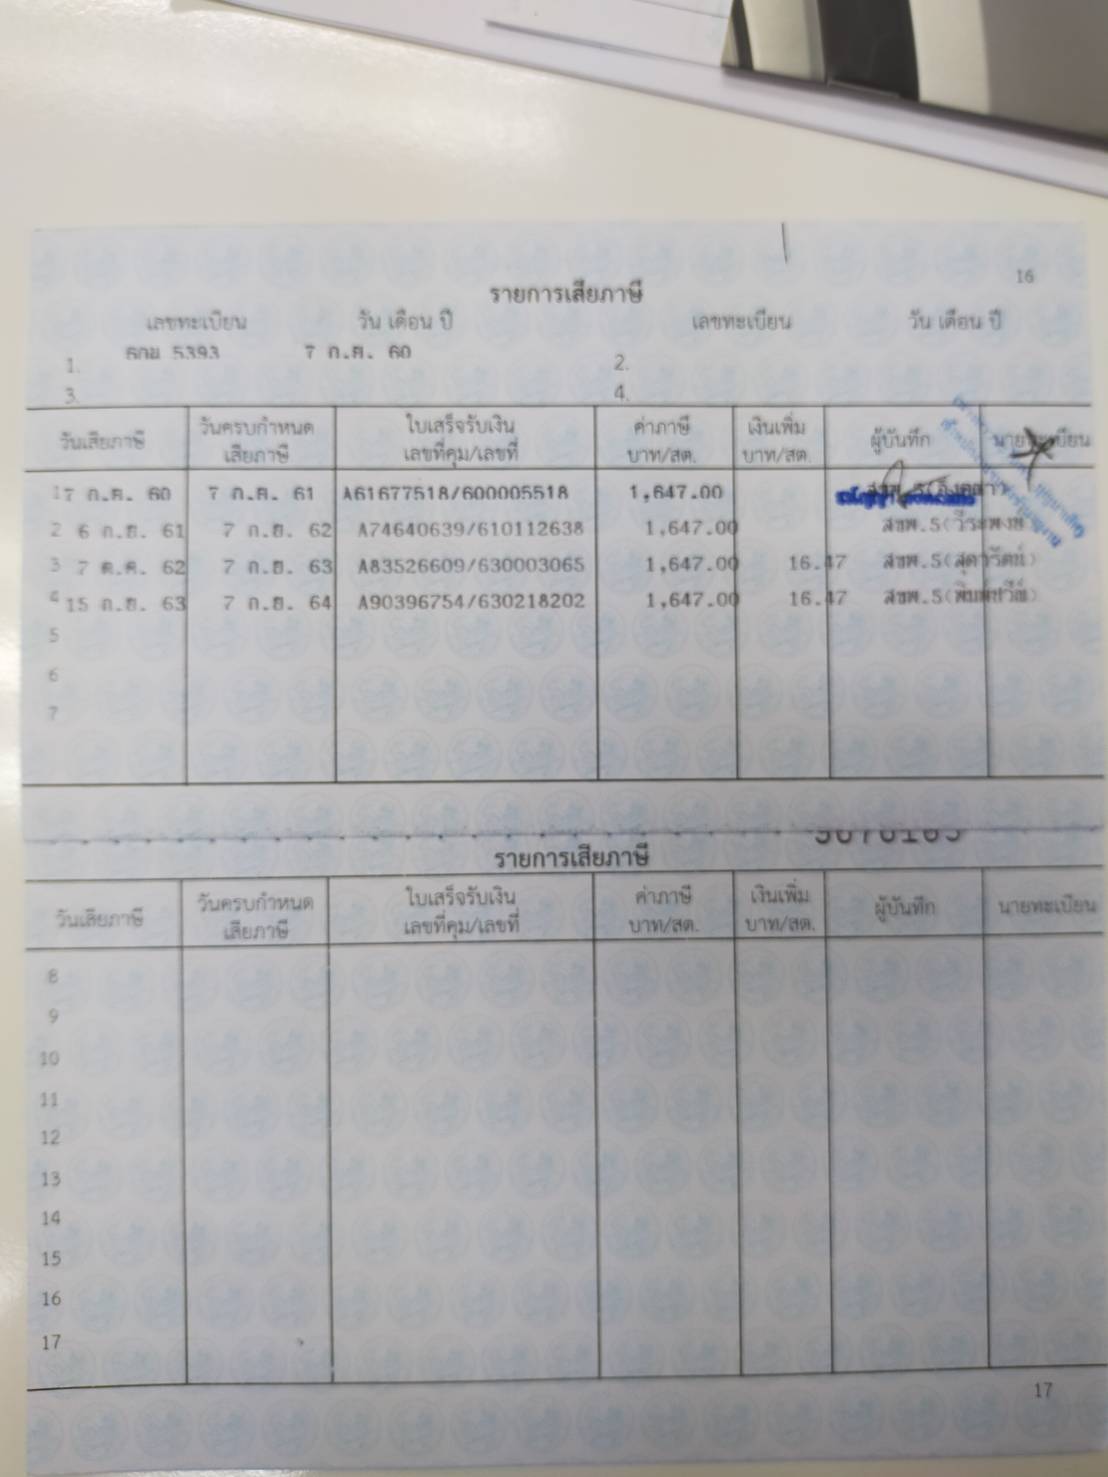 16
รายการเสียภาษี
เลขทะเบียน วัน เดือน ปี เลขทะเบียน วัน เดือน ปี
1. 5393 7 ก.ย. 60 2.
3. 4.
วันเสียภาษี วันครบกำหนดเสียภาษี ใบเสร็จรับเงิน เลขที่คุม/เลขที่ ค่าภาษี บาท/สต. เงินเพิ่ม บาท/สต. ผู้บันทึก นายทะเบียน
1 7 ก.ย. 60 7 ก.ย. 61 A61677518/600005518 1,647.00
2 6 ก.ย. 61 7 ก.ย. 62 A74640639/610112638 1,647.00 สขพ.5(วีระพงษ์)
3 7 ต.ค. 62 7 ก.ย. 63 A83526609/630003065 1,647.00 16.47 สขพ.5(สุดารัตน์)
4 15 ก.ย. 63 7 ก.ย. 64 A90396754/630218202 1,647.00 16.47 สขพ.5
5
6
7
รายการเสียภาษี
วันเสียภาษี วันครบกำหนดเสียภาษี ใบเสร็จรับเงิน เลขที่คุม/เลขที่ ค่าภาษี บาท/สต. เงินเพิ่ม บาท/สต. ผู้บันทึก นายทะเบียน
8
9
10
11
12
13
14
15
16
17
17